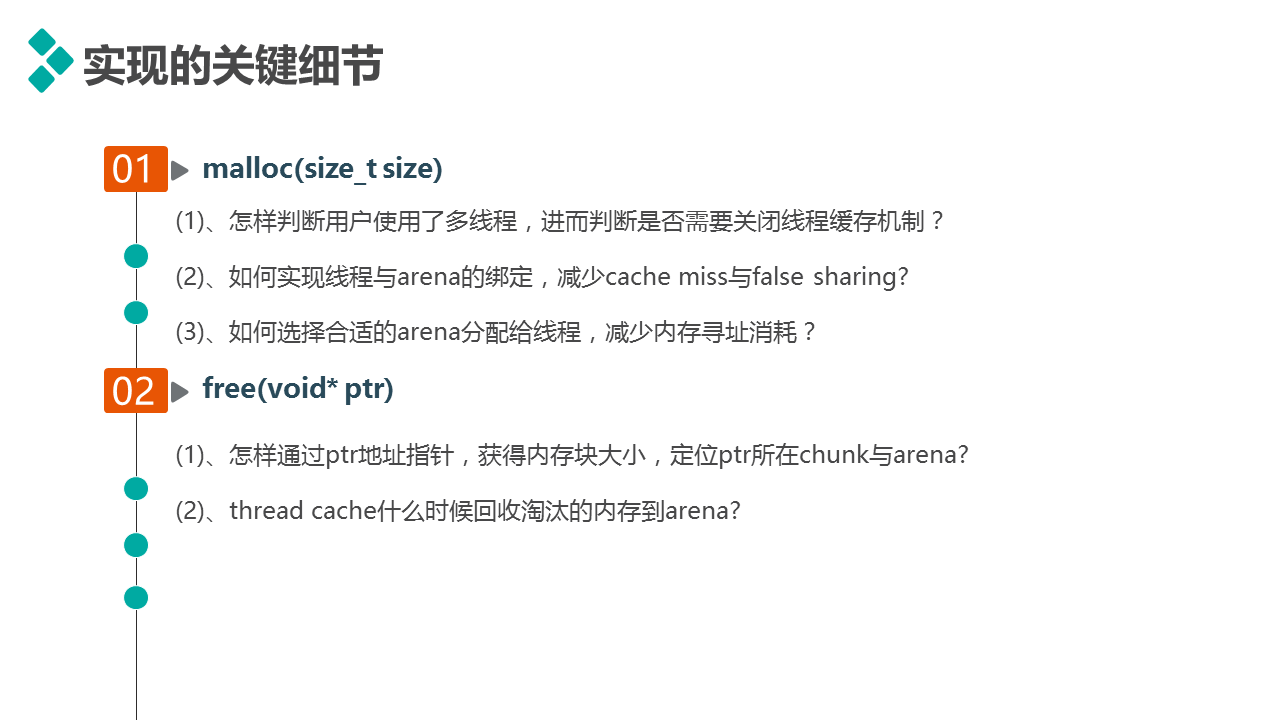 实现的关键细节
01
malloc(size_t size)
(1)、怎样判断用户使用了多线程，进而判断是否需要关闭线程缓存机制？
(2)、如何实现线程与arena的绑定，减少cache miss与false sharing?
(3)、如何选择合适的arena分配给线程，减少内存寻址消耗？
02
free(void* ptr)
(1)、怎样通过ptr地址指针，获得内存块大小，定位ptr所在chunk与arena?
(2)、thread cache什么时候回收淘汰的内存到arena?